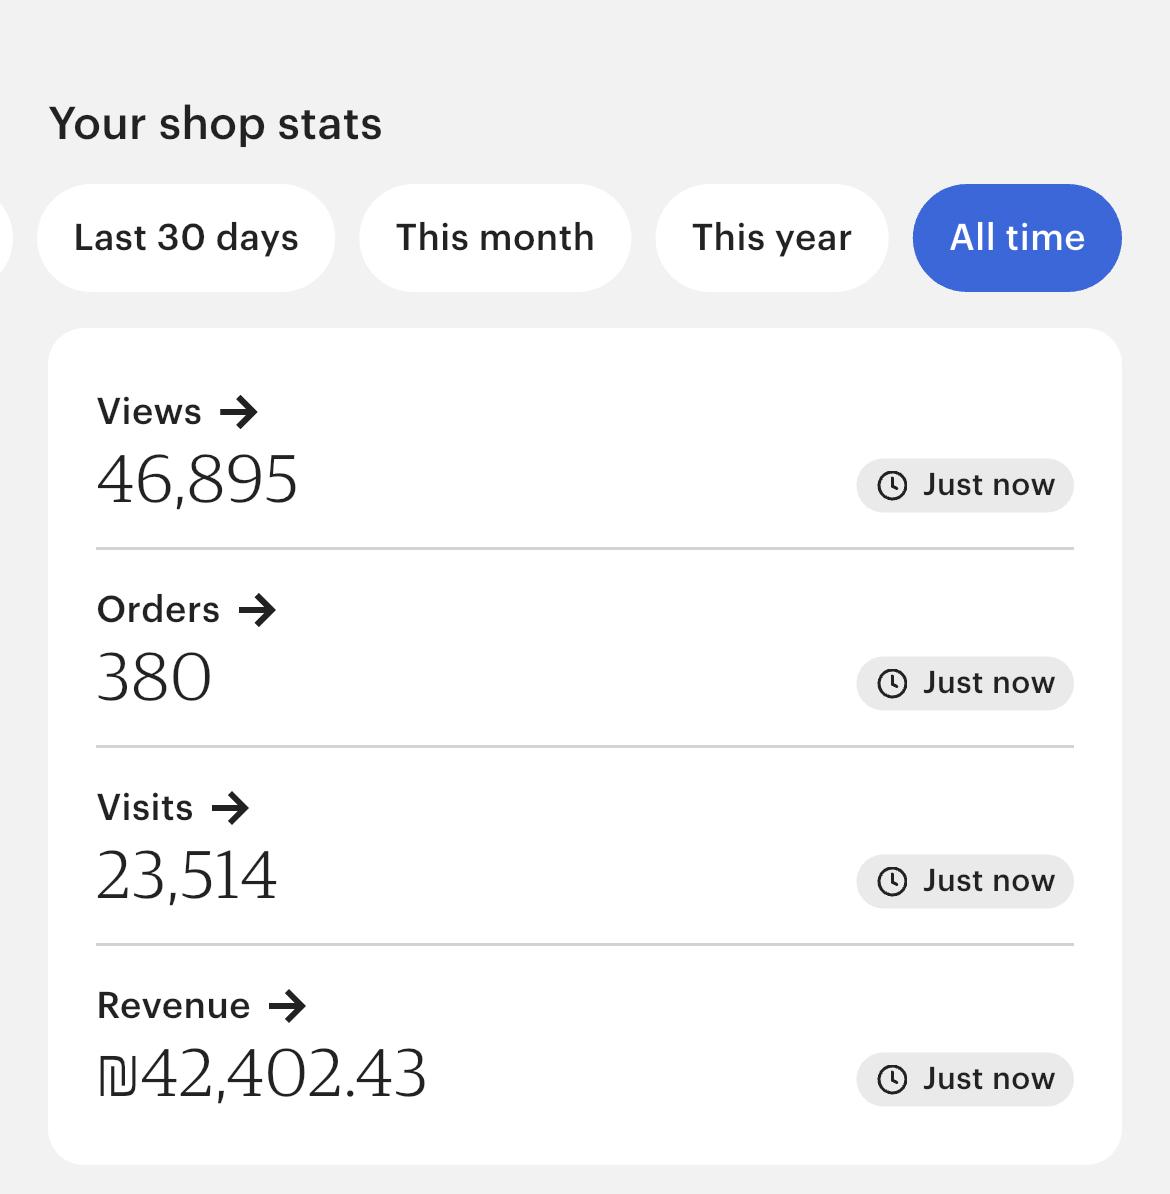 Your shop stats
Last 30 days This month This year All time
Views →
46,895
Just now
Orders →
380
Just now
Visits →
23,514
Just now
Revenue →
₪42,402.43
Just now